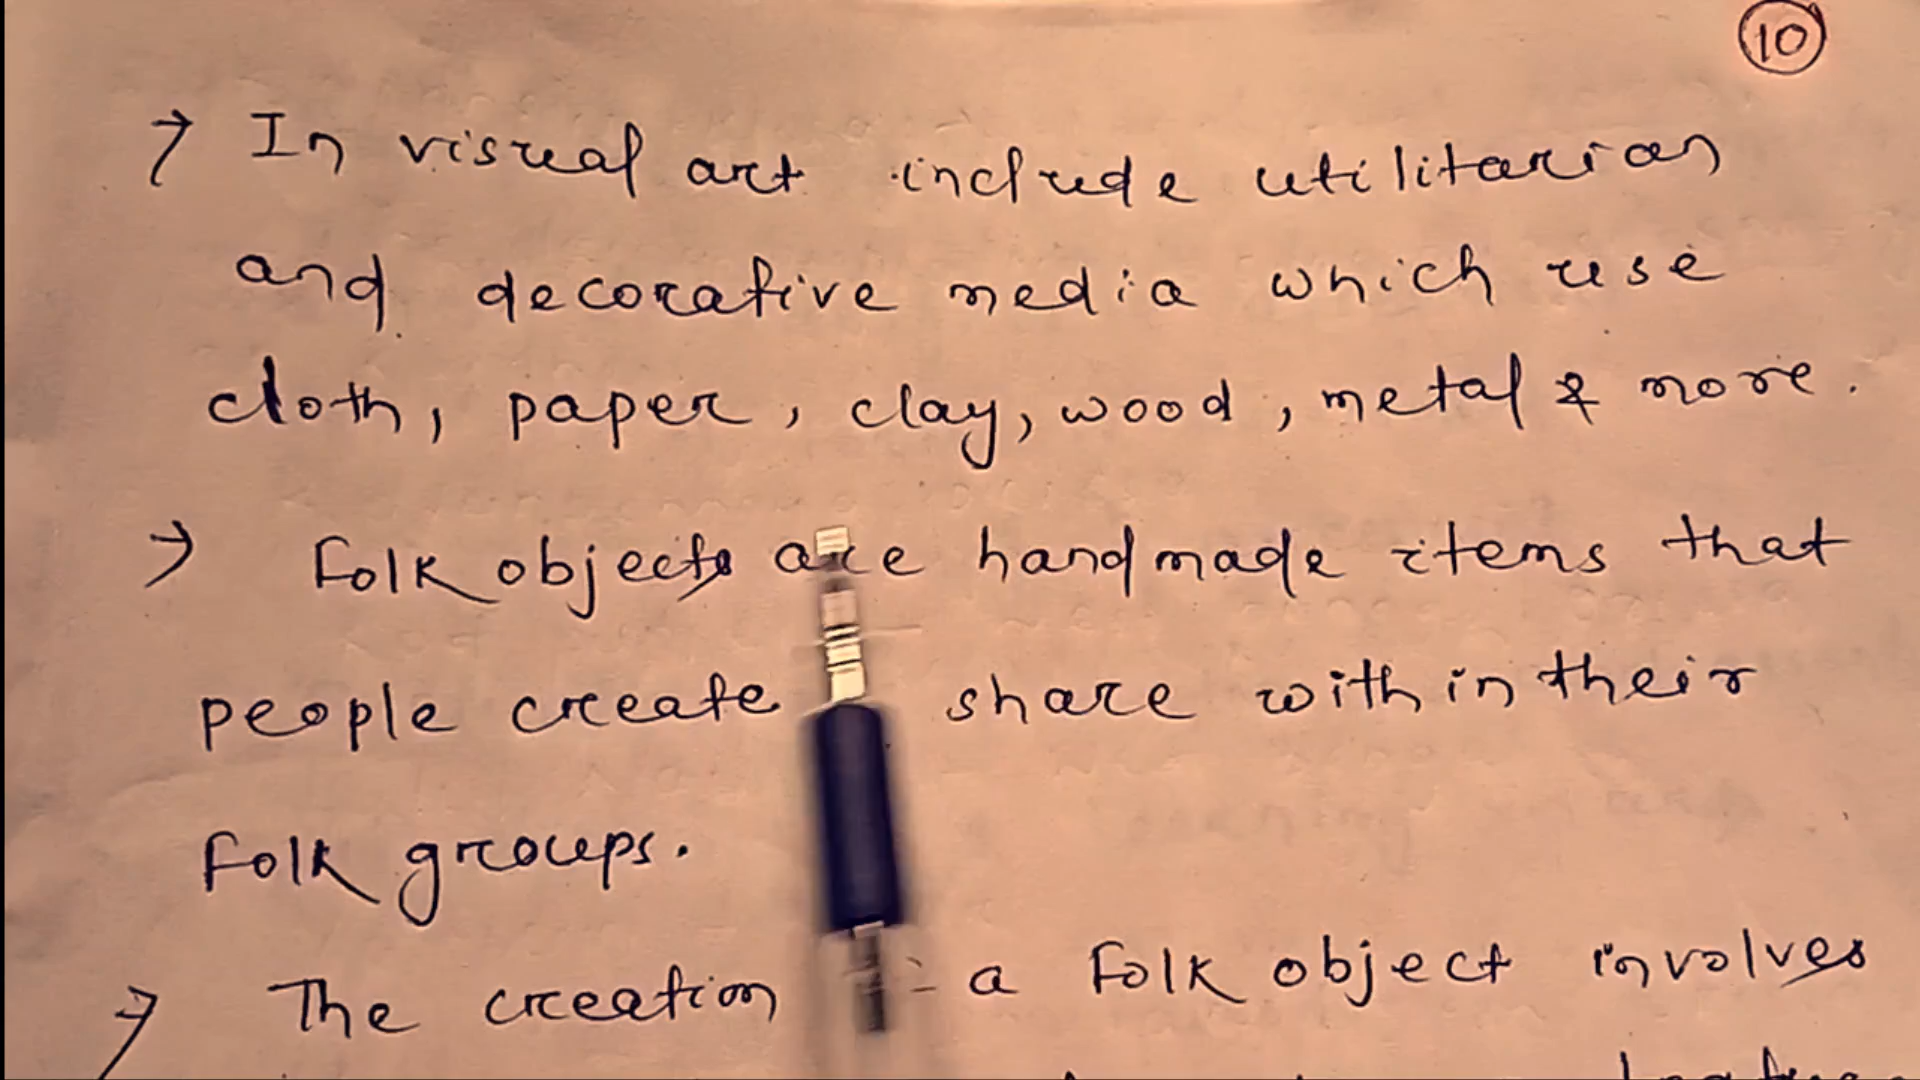 10
→ In visual art include utilitarian
and decorative media which use
cloth, paper, clay, wood, metal & more.
→ Folk objects are handmade items that
people create share within their
folk groups.
→ The creation a folk object involves